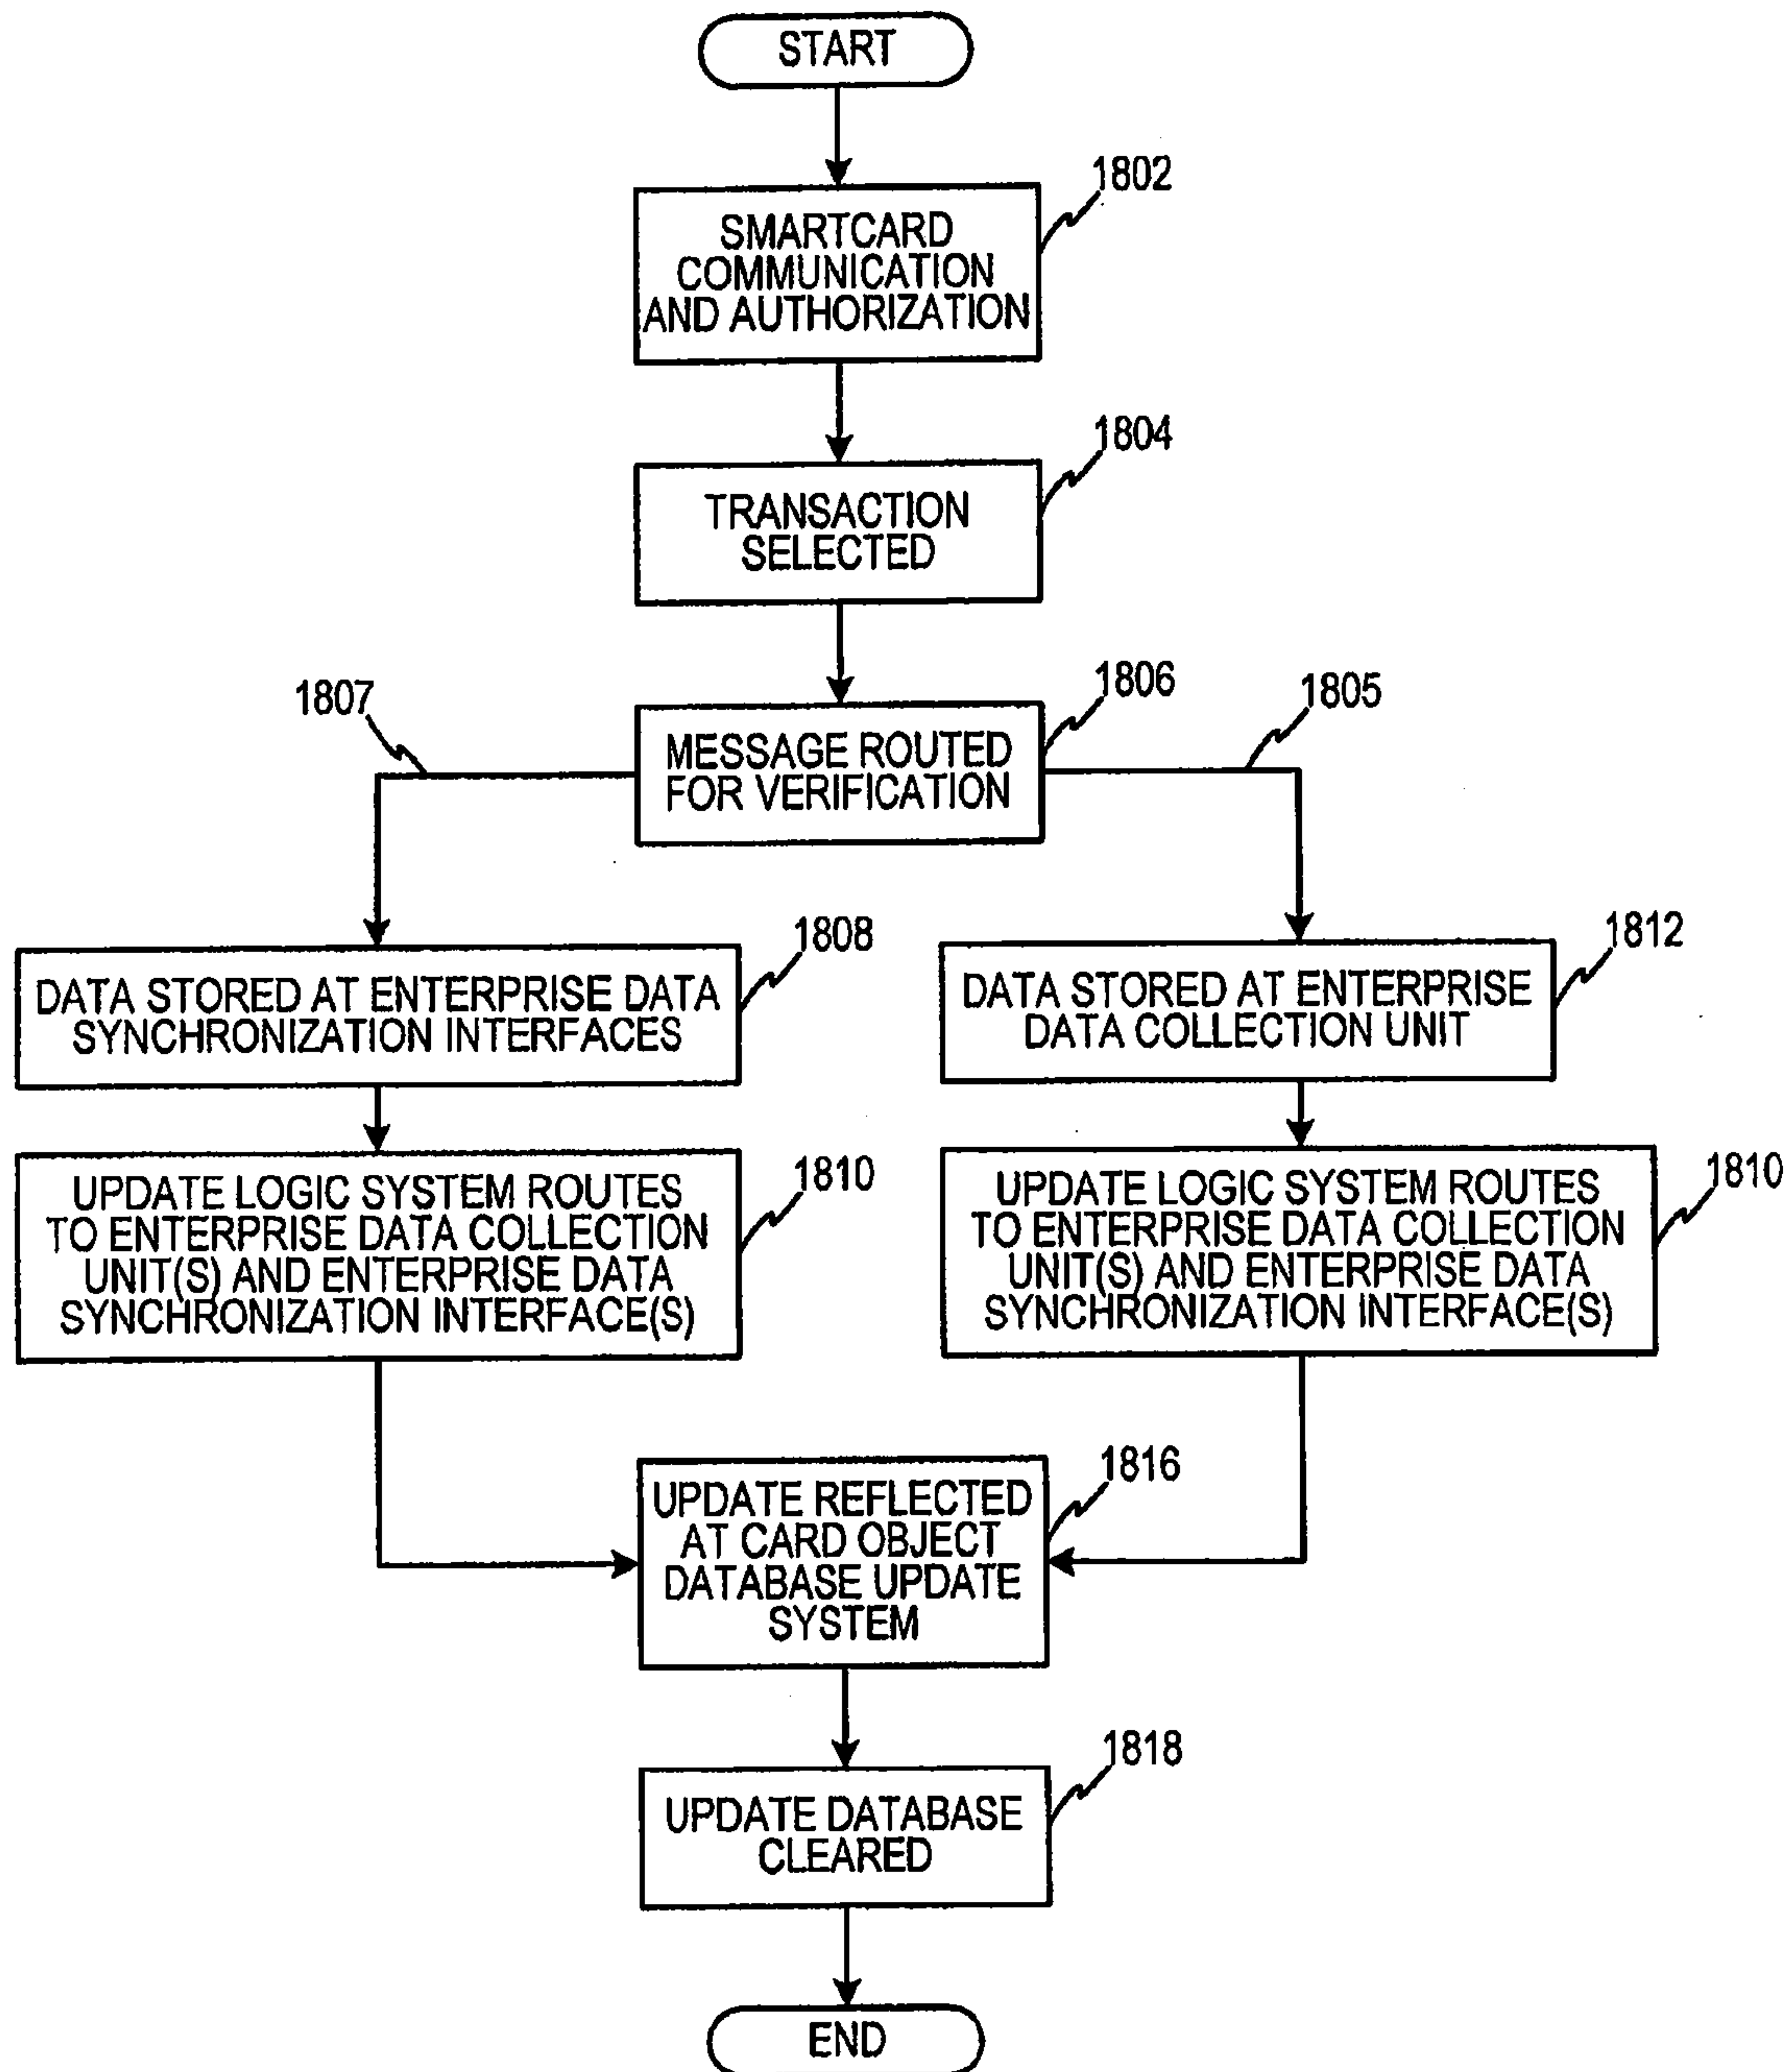 START
1802
SMARTCARD
COMMUNICATION
AND AUTHORIZATION
1804
TRANSACTION
SELECTED
1807
1806
1805
MESSAGE ROUTED
FOR VERIFICATION
1808
DATA STORED AT ENTERPRISE DATA
SYNCHRONIZATION INTERFACES
1812
DATA STORED AT ENTERPRISE
DATA COLLECTION UNIT
1810
UPDATE LOGIC SYSTEM ROUTES
TO ENTERPRISE DATA COLLECTION
UNIT(S) AND ENTERPRISE DATA
SYNCHRONIZATION INTERFACE(S)
1810
UPDATE LOGIC SYSTEM ROUTES
TO ENTERPRISE DATA COLLECTION
UNIT(S) AND ENTERPRISE DATA
SYNCHRONIZATION INTERFACE(S)
1816
UPDATE REFLECTED
AT CARD OBJECT
DATABASE UPDATE
SYSTEM
1818
UPDATE DATABASE
CLEARED
END